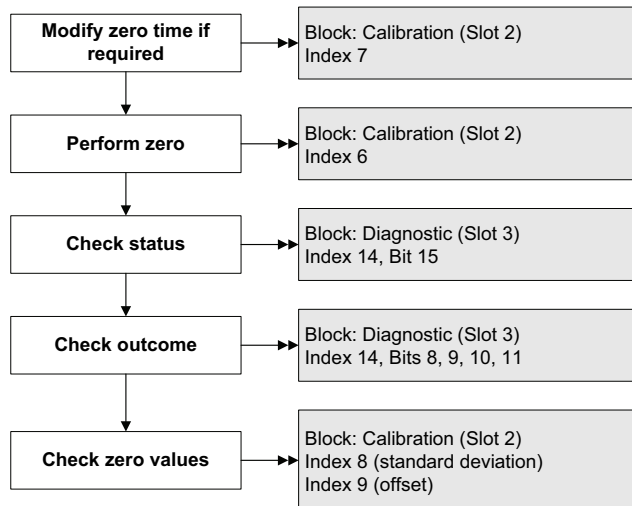 Modify zero time if
required
Block: Calibration (Slot 2)
Index 7
Perform zero
Block: Calibration (Slot 2)
Index 6
Check status
Block: Diagnostic (Slot 3)
Index 14, Bit 15
Check outcome
Block: Diagnostic (Slot 3)
Index 14, Bits 8, 9, 10, 11
Check zero values
Block: Calibration (Slot 2)
Index 8 (standard deviation)
Index 9 (offset)